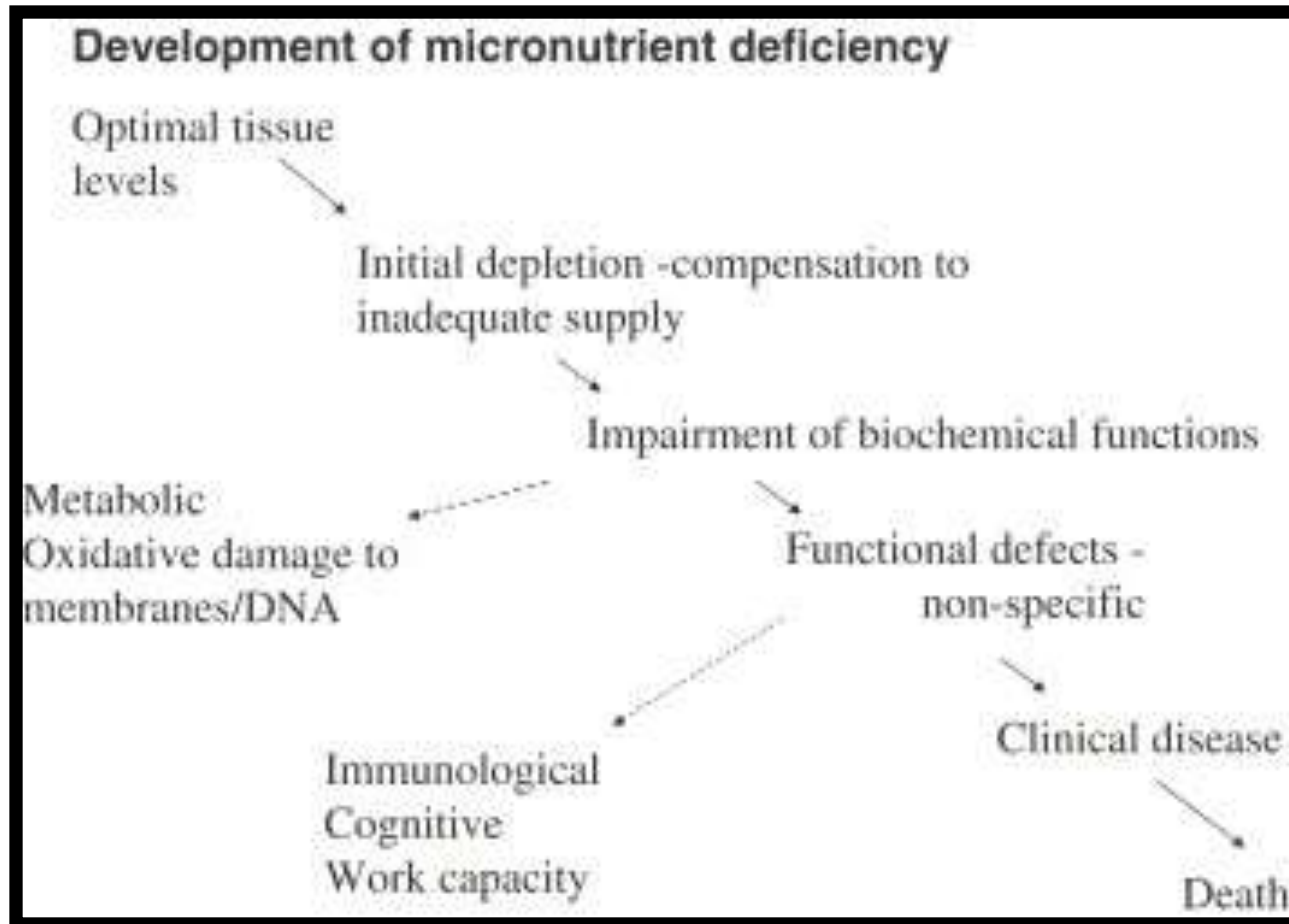 Development of micronutrient deficiency
Optimal tissue
levels
Initial depletion -compensation to
inadequate supply
Impairment of biochemical functions
Metabolic
Oxidative damage to
membranes/DNA
Functional defects -
non-specific
Immunological
Cognitive
Work capacity
Clinical disease
Death